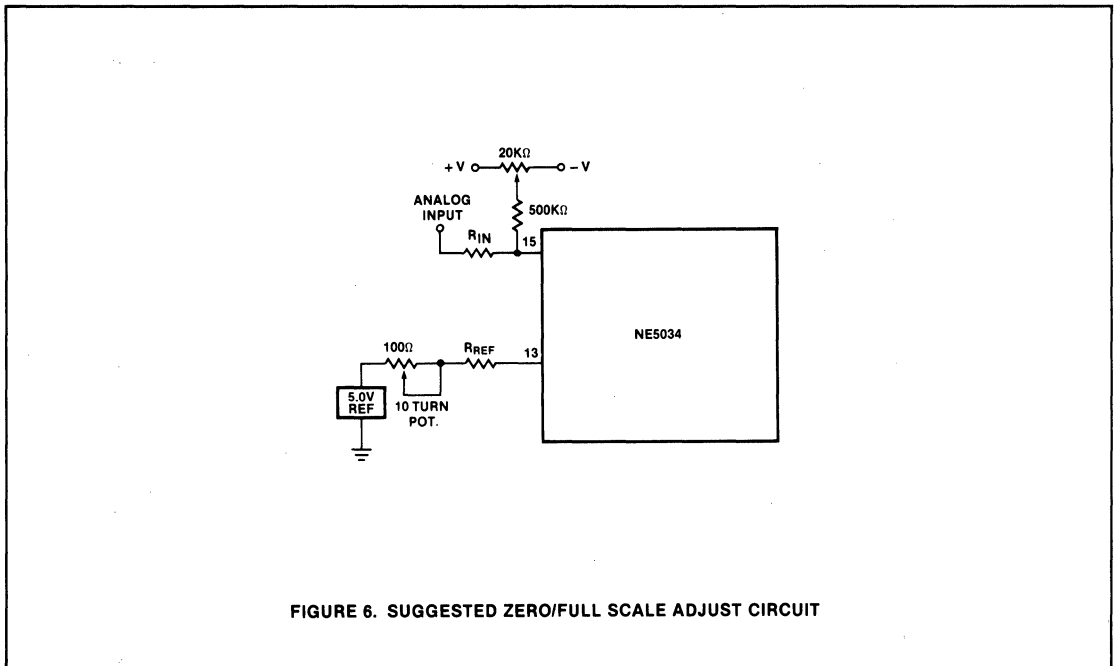 20KΩ
+ V
– V
ANALOG
INPUT
500KΩ
RIN
15
NE5034
100Ω
RREF
13
5.0V
REF
10 TURN
POT.
FIGURE 6. SUGGESTED ZERO/FULL SCALE ADJUST CIRCUIT